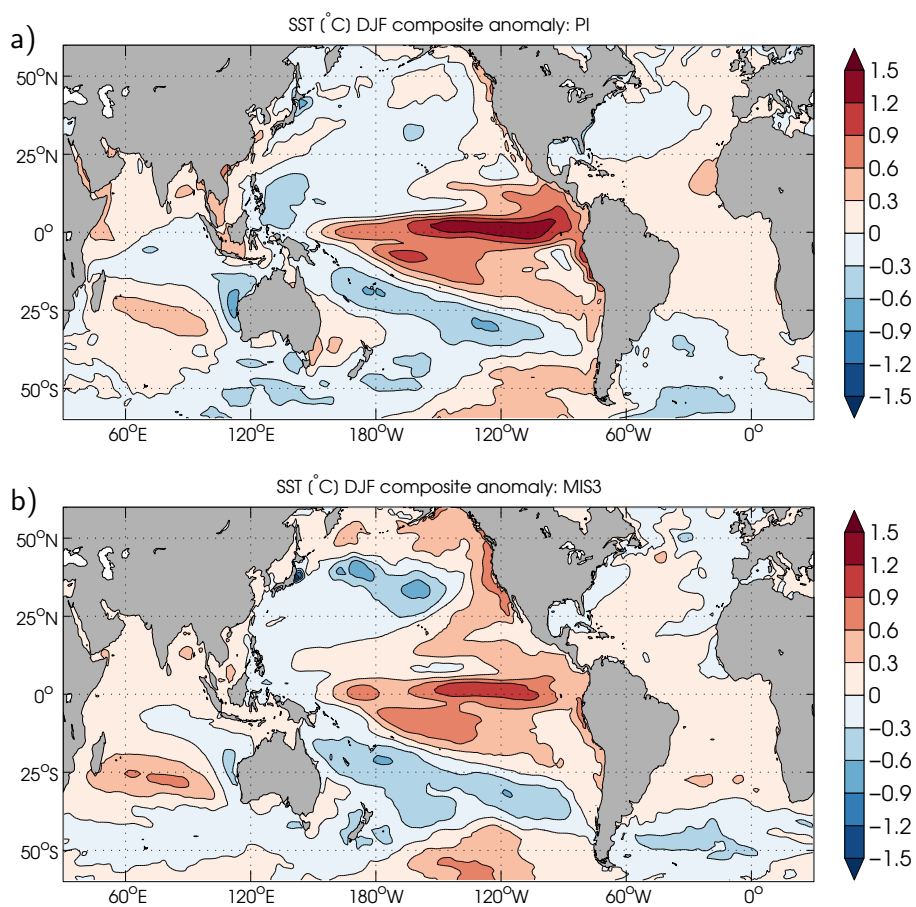 SST (°C) DJF composite anomaly: PI
a)
50°N
25°N
0°
25°S
50°S
60°E 120°E 180°W 120°W 60°W 0°
1.5
1.2
0.9
0.6
0.3
0
−0.3
−0.6
−0.9
−1.2
−1.5
SST (°C) DJF composite anomaly: MIS3
b)
50°N
25°N
0°
25°S
50°S
60°E 120°E 180°W 120°W 60°W 0°
1.5
1.2
0.9
0.6
0.3
0
−0.3
−0.6
−0.9
−1.2
−1.5